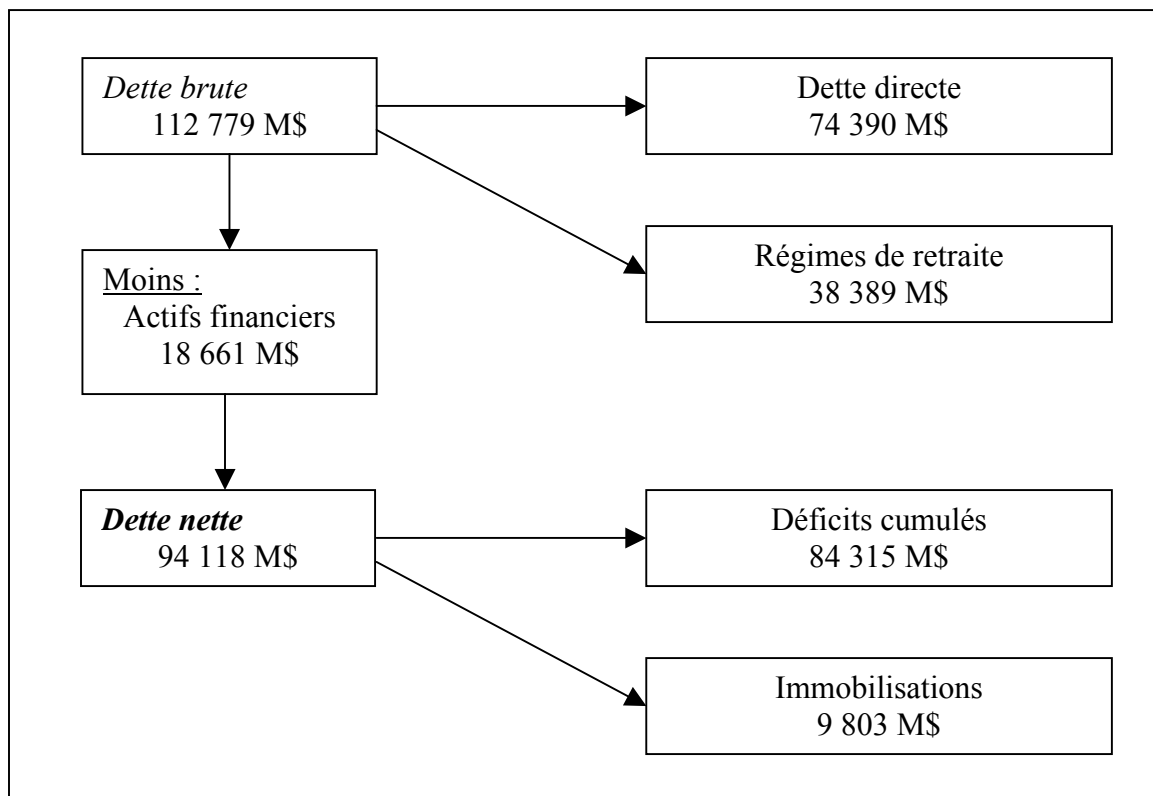 Dette brute
112 779 M$
Dette directe
74 390 M$
Régimes de retraite
38 389 M$
Moins :
Actifs financiers
18 661 M$
Dette nette
94 118 M$
Déficits cumulés
84 315 M$
Immobilisations
9 803 M$